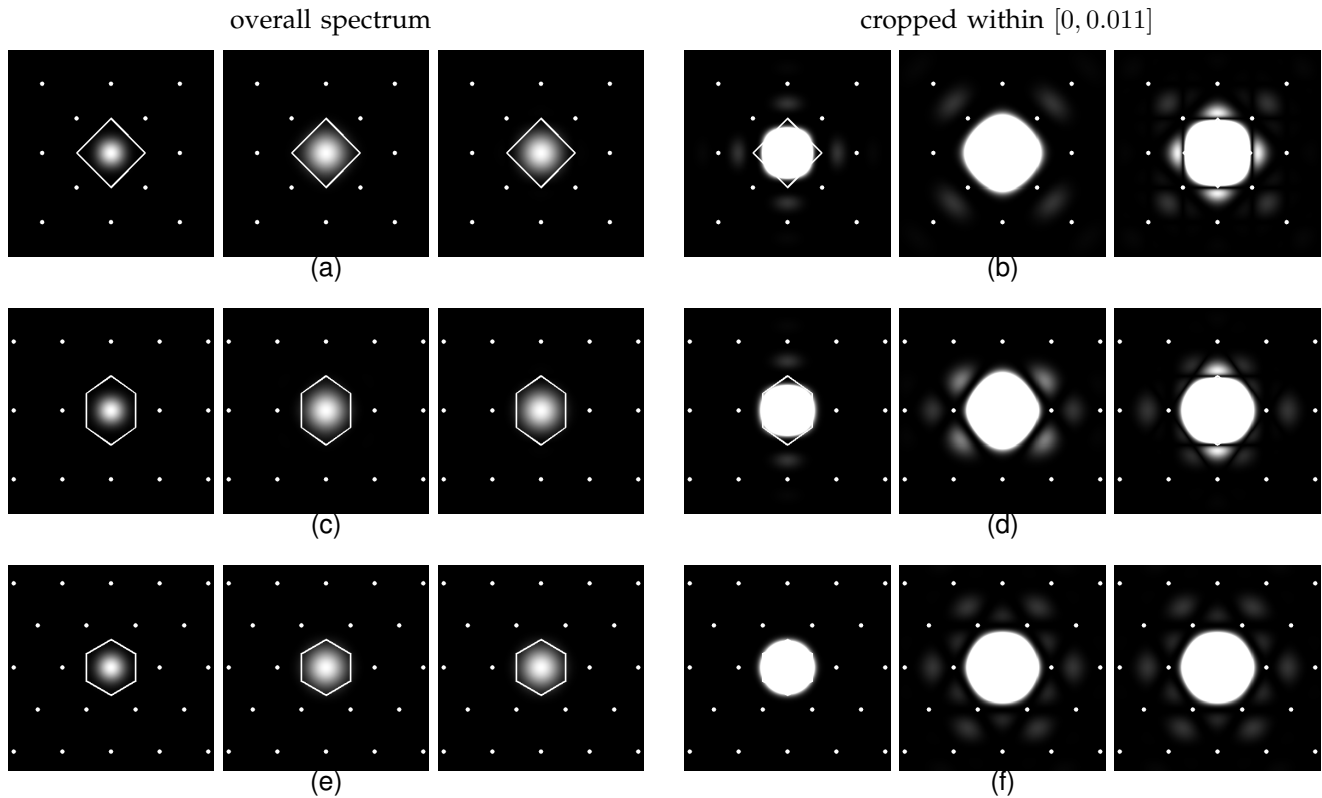 overall spectrum
cropped within [0, 0.011]
(a)
(b)
(c)
(d)
(e)
(f)